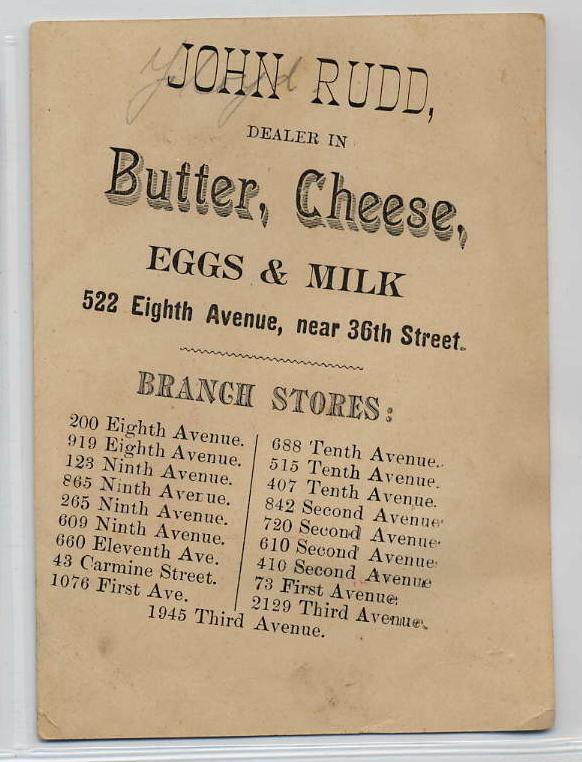 JOHN RUDD,
DEALER IN
Butter, Cheese,
EGGS & MILK
522 Eighth Avenue, near 36th Street.
BRANCH STORES:
200 Eighth Avenue.
919 Eighth Avenue.
123 Ninth Avenue.
865 Ninth Avenue.
265 Ninth Avenue.
609 Ninth Avenue.
660 Eleventh Ave.
43 Carmine Street.
1076 First Ave.
688 Tenth Avenue.
515 Tenth Avenue.
407 Tenth Avenue.
842 Second Avenue
720 Second Avenue.
610 Second Avenue
410 Second Avenue
73 First Avenue.
2129 Third Avenue.
1945 Third Avenue.